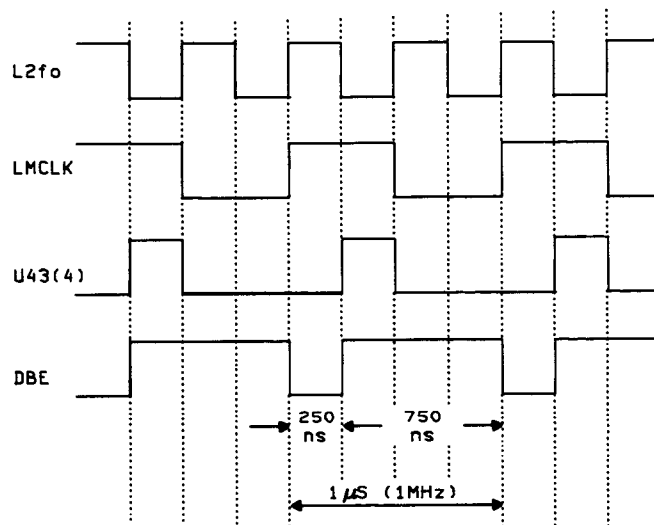 L2fo
LMCLK
U43(4)
DBE
250
ns
750
ns
1 μS (1MHz)